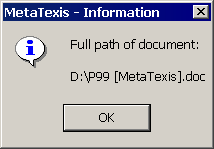 MetaTexis - Information
Full path of document:
D:\P99 [MetaTexis].doc
OK